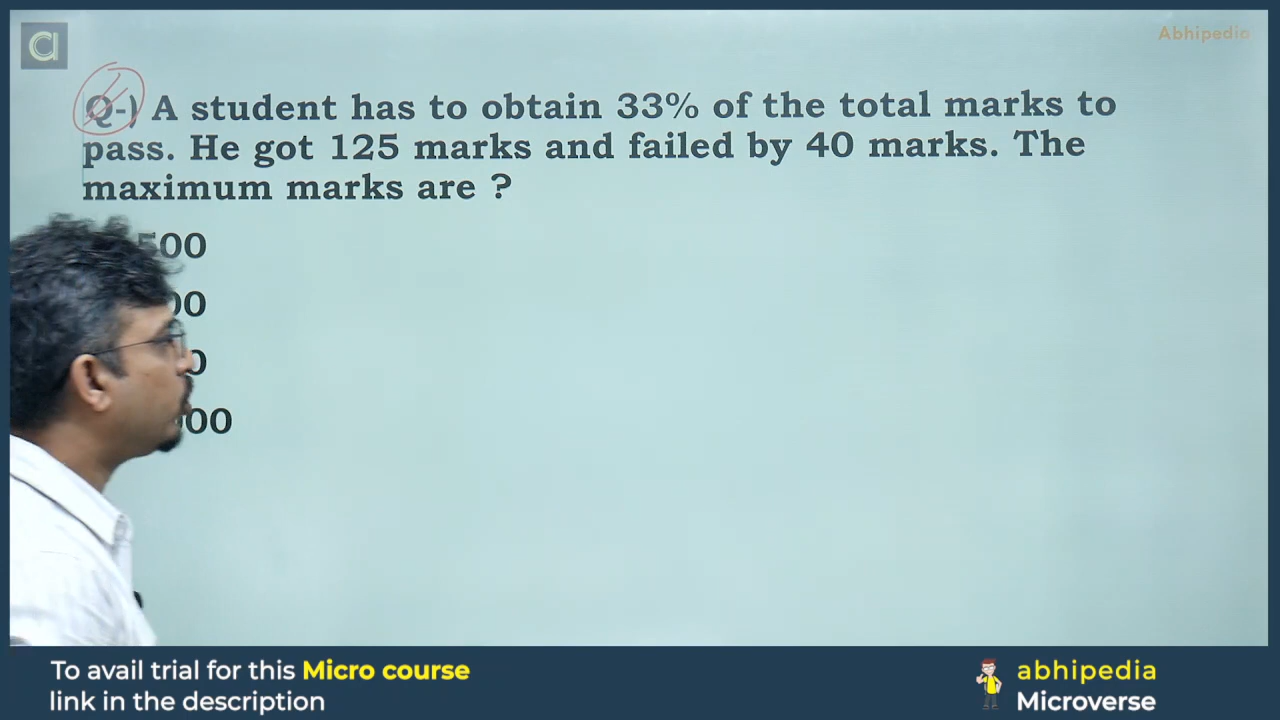 Abhipedia
Q-) A student has to obtain 33% of the total marks to
pass. He got 125 marks and failed by 40 marks. The
maximum marks are ?
500
To avail trial for this Micro course
link in the description
abhipedia
Microverse